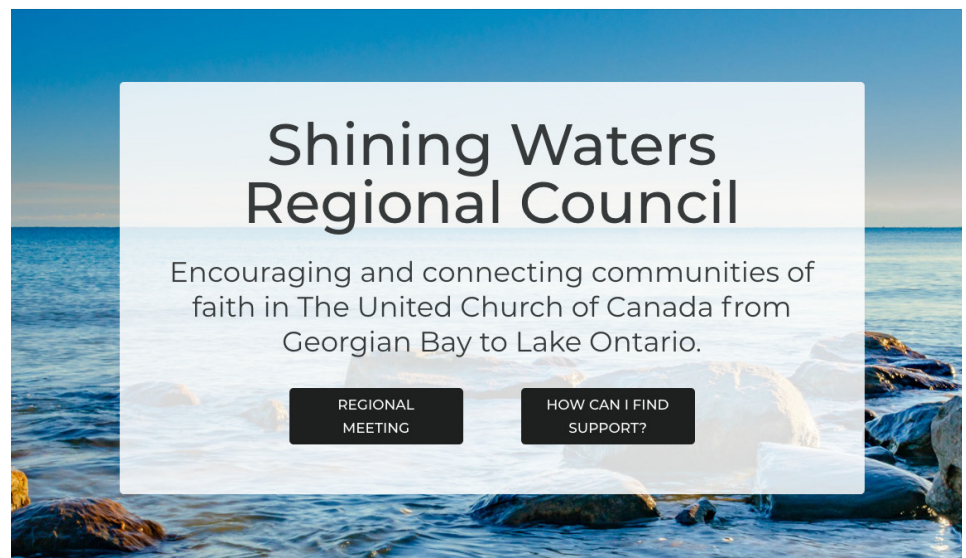 Shining Waters
Regional Council
Encouraging and connecting communities of
faith in The United Church of Canada from
Georgian Bay to Lake Ontario.
REGIONAL
MEETING
HOW CAN I FIND
SUPPORT?